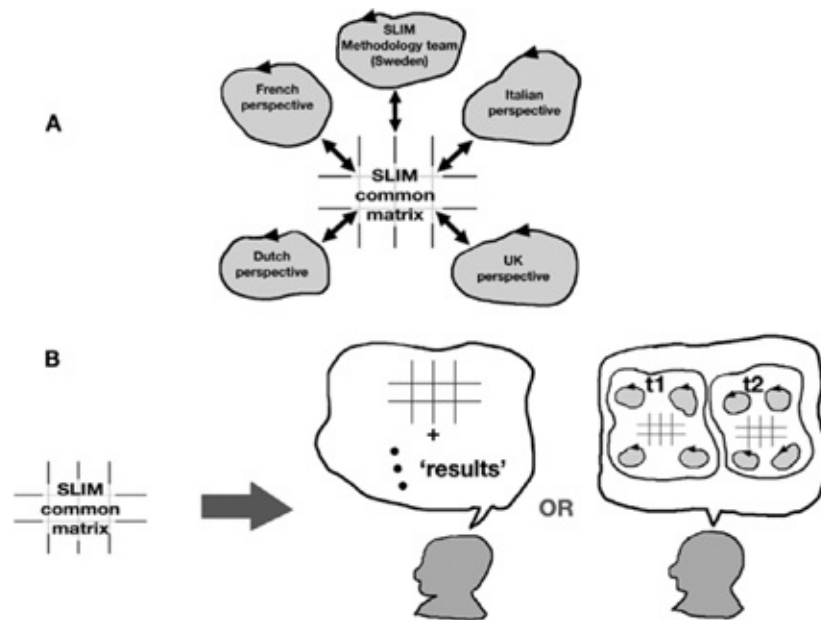 A
SLIM
Methodology team
(Sweden)
French
perspective
Italian
perspective
SLIM
common
matrix
Dutch
perspective
UK
perspective
B
SLIM
common
matrix
+
'results'
OR
t1
t2